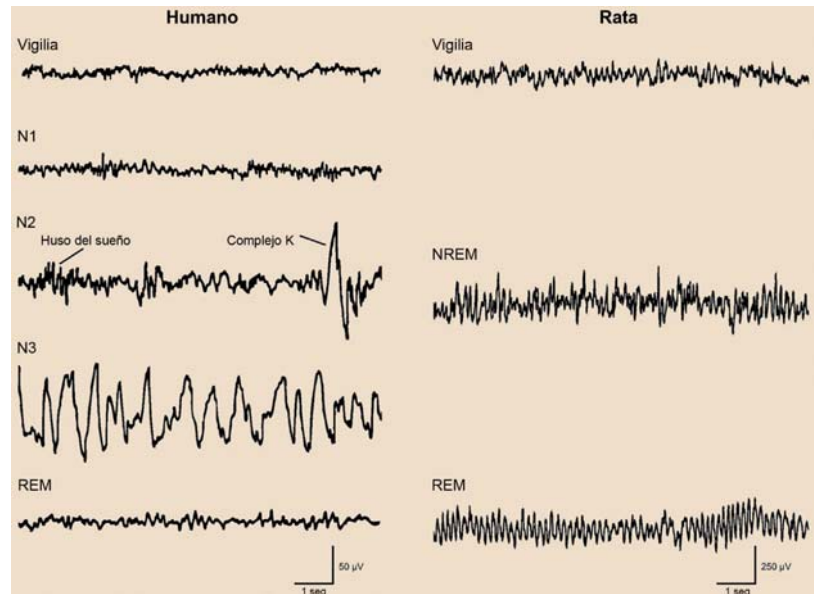 Humano
Vigilia
N1
N2
Huso del sueño
Complejo K
N3
REM
50 µV
1 seg
Rata
Vigilia
NREM
REM
250 µV
1 seg